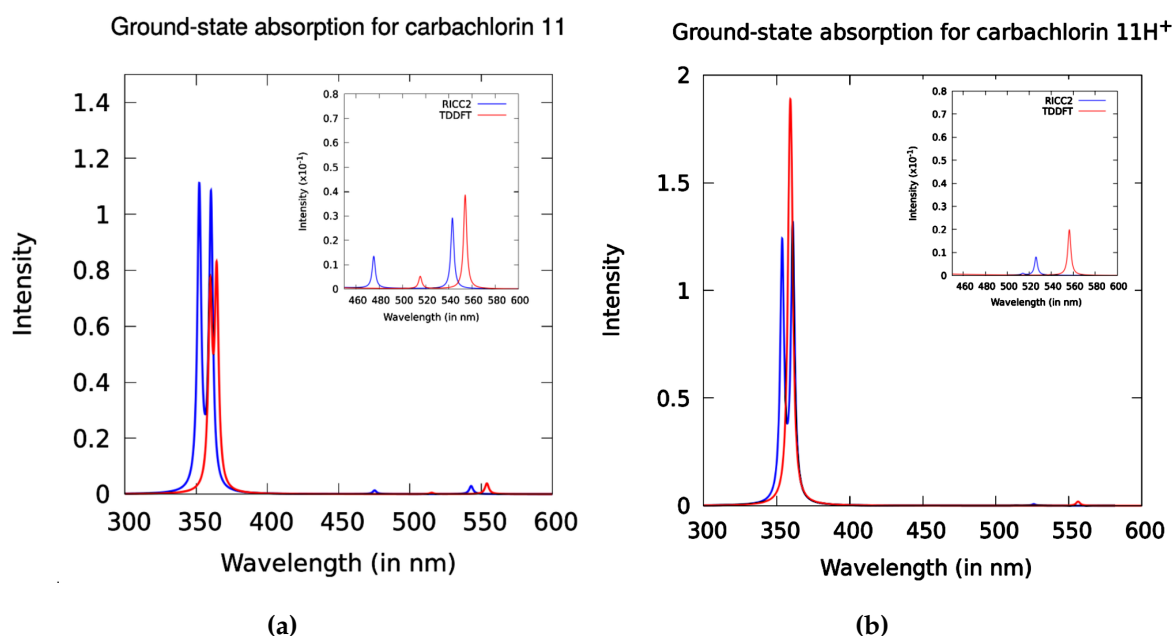 Ground-state absorption for carbachlorin 11
1.4
1.2
1
0.8
0.6
0.4
0.2
0
Intensity
300 350 400 450 500 550 600
Wavelength (in nm)
RICC2
TDDFT
0.8
0.7
0.6
0.5
0.4
0.3
0.2
0.1
0
Intensity (x10⁻¹)
460 480 500 520 540 560 580 600
Wavelength (in nm)
(a)
Ground-state absorption for carbachlorin 11H⁺
2
1.5
1
0.5
0
Intensity
300 350 400 450 500 550 600
Wavelength (in nm)
RICC2
TDDFT
0.8
0.7
0.6
0.5
0.4
0.3
0.2
0.1
0
Intensity (x10⁻¹)
460 480 500 520 540 560 580 600
Wavelength (in nm)
(b)